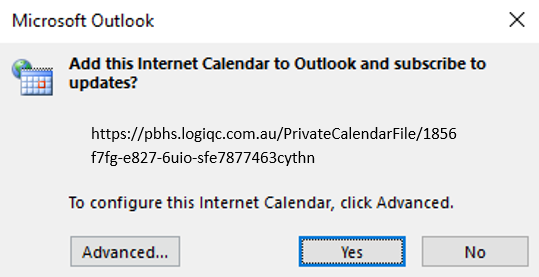 Microsoft Outlook
Add this Internet Calendar to Outlook and subscribe to
updates?
https://pbhs.logiqc.com.au/PrivateCalendarFile/1856
f7fg-e827-6uio-sfe7877463cythn
To configure this Internet Calendar, click Advanced.
Advanced... Yes No